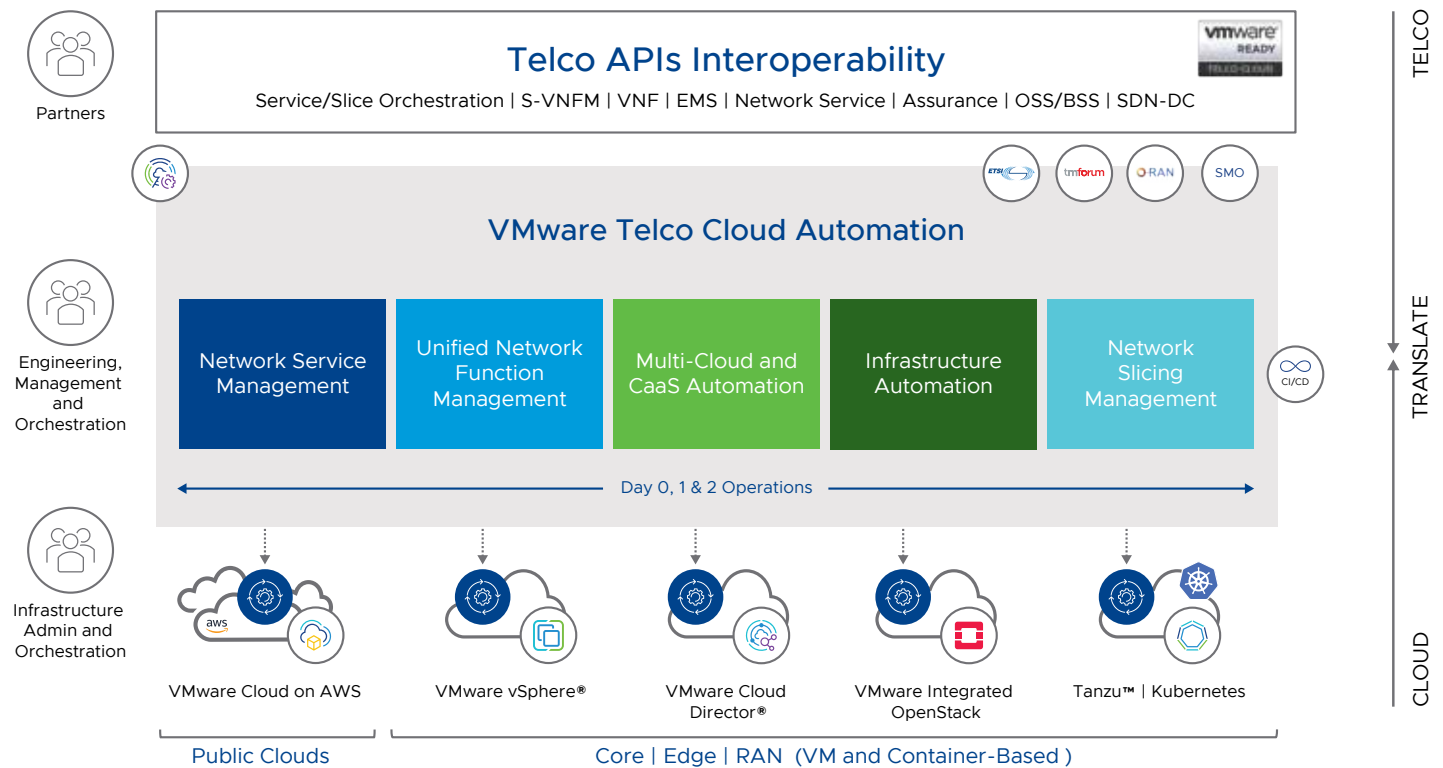 Partners
Telco APIs Interoperability
Service/Slice Orchestration | S-VNFM | VNF | EMS | Network Service | Assurance | OSS/BSS | SDN-DC
vmware
READY
TELCO-CLOUD
TELCO
ETSI
tmforum
O-RAN
SMO
VMware Telco Cloud Automation
Engineering,
Management
and
Orchestration
Network Service
Management
Unified Network
Function
Management
Multi-Cloud and
CaaS Automation
Infrastructure
Automation
Network
Slicing
Management
CI/CD
TRANSLATE
Day 0, 1 & 2 Operations
Infrastructure
Admin and
Orchestration
aws
VMware Cloud on AWS
VMware vSphere®
VMware Cloud
Director®
VMware Integrated
OpenStack
Tanzu™ | Kubernetes
CLOUD
Public Clouds
Core | Edge | RAN (VM and Container-Based )